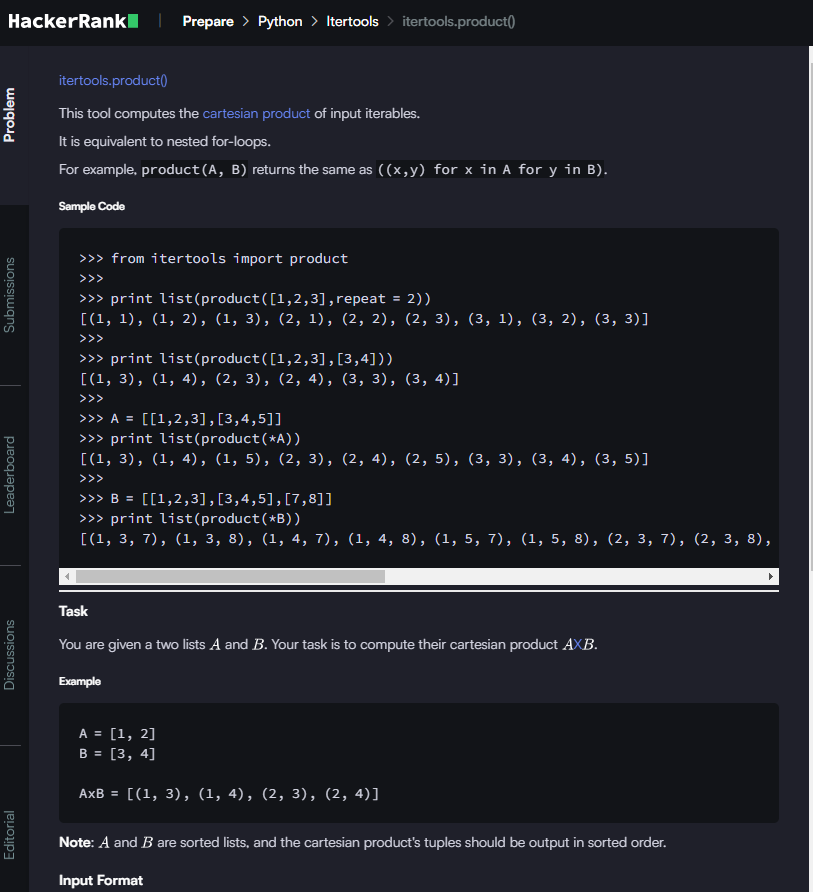 HackerRank | Prepare > Python > Itertools > itertools.product()
Problem
Submissions
Leaderboard
Discussions
Editorial
itertools.product()
This tool computes the cartesian product of input iterables.
It is equivalent to nested for-loops.
For example, product(A, B) returns the same as ((x,y) for x in A for y in B).
Sample Code
>>> from itertools import product
>>>
>>> print list(product([1,2,3],repeat = 2))
[(1, 1), (1, 2), (1, 3), (2, 1), (2, 2), (2, 3), (3, 1), (3, 2), (3, 3)]
>>>
>>> print list(product([1,2,3],[3,4]))
[(1, 3), (1, 4), (2, 3), (2, 4), (3, 3), (3, 4)]
>>>
>>> A = [[1,2,3],[3,4,5]]
>>> print list(product(*A))
[(1, 3), (1, 4), (1, 5), (2, 3), (2, 4), (2, 5), (3, 3), (3, 4), (3, 5)]
>>>
>>> B = [[1,2,3],[3,4,5],[7,8]]
>>> print list(product(*B))
[(1, 3, 7), (1, 3, 8), (1, 4, 7), (1, 4, 8), (1, 5, 7), (1, 5, 8), (2, 3, 7), (2, 3, 8),
Task
You are given a two lists A and B. Your task is to compute their cartesian product AXB.
Example
A = [1, 2]
B = [3, 4]
AxB = [(1, 3), (1, 4), (2, 3), (2, 4)]
Note: A and B are sorted lists, and the cartesian product's tuples should be output in sorted order.
Input Format